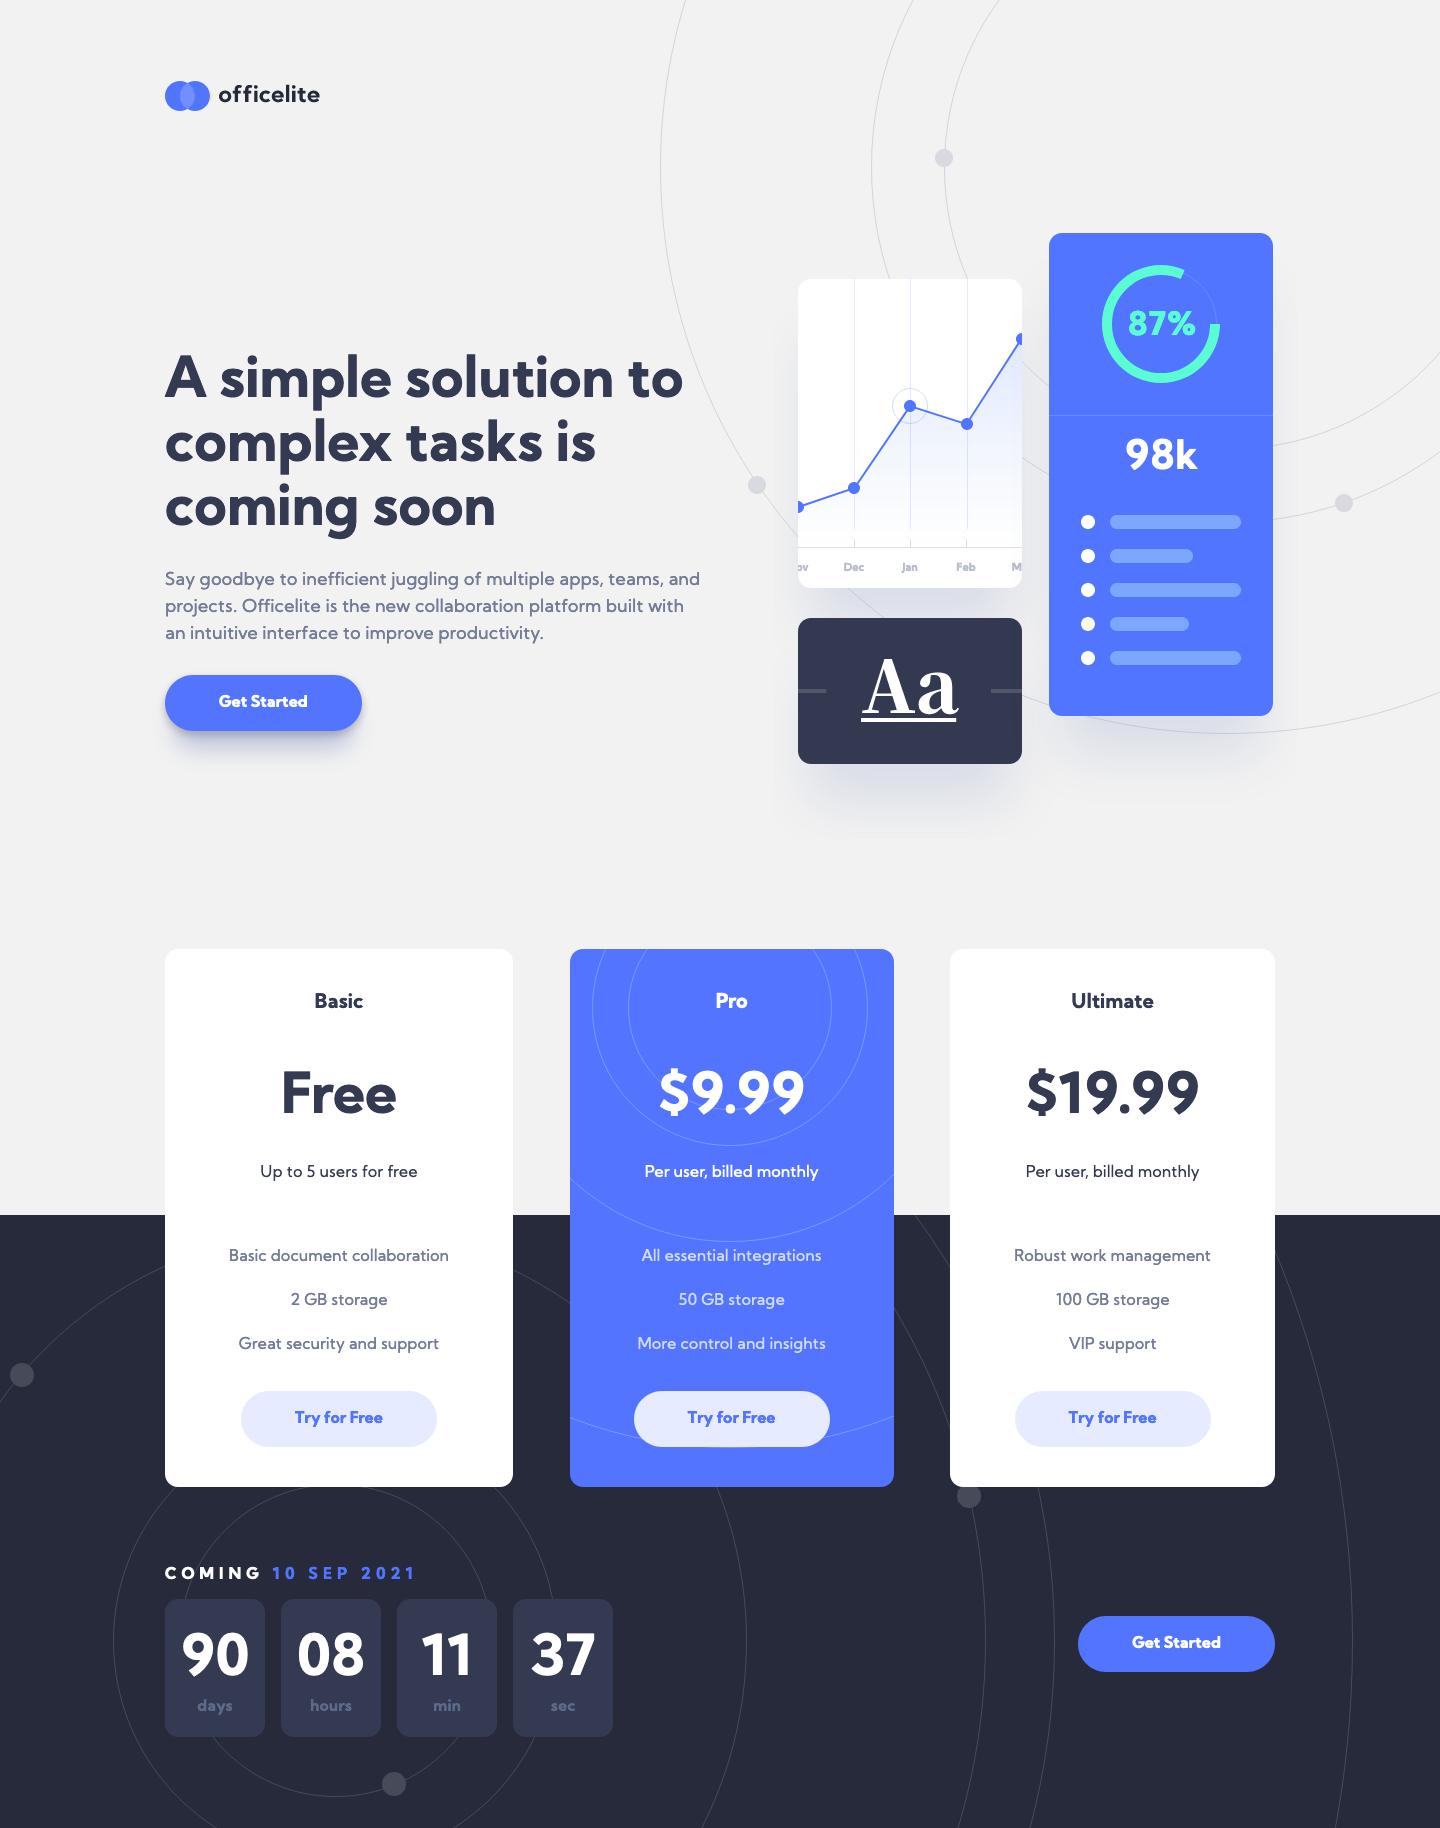 officelite
A simple solution to
complex tasks is
coming soon
Say goodbye to inefficient juggling of multiple apps, teams, and
projects. Officelite is the new collaboration platform built with
an intuitive interface to improve productivity.
Get Started
ov Dec Jan Feb M
Aa
87%
98k
Basic
Free
Up to 5 users for free
Basic document collaboration
2 GB storage
Great security and support
Try for Free
Pro
$9.99
Per user, billed monthly
All essential integrations
50 GB storage
More control and insights
Try for Free
Ultimate
$19.99
Per user, billed monthly
Robust work management
100 GB storage
VIP support
Try for Free
COMING 10 SEP 2021
90 08 11 37
days hours min sec
Get Started